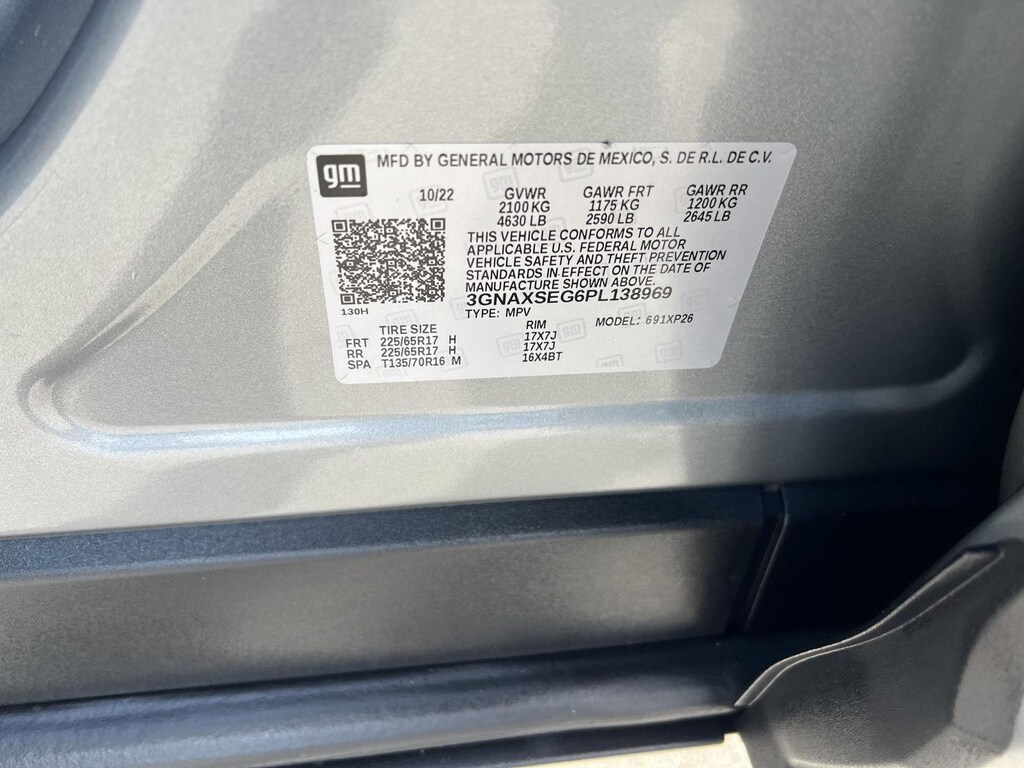 gm
MFD BY GENERAL MOTORS DE MEXICO, S. DE R.L. DE C.V.
10/22 GVWR GAWR FRT GAWR RR
2100 KG 1175 KG 1200 KG
4630 LB 2590 LB 2645 LB
THIS VEHICLE CONFORMS TO ALL
APPLICABLE U.S. FEDERAL MOTOR
VEHICLE SAFETY AND THEFT PREVENTION
STANDARDS IN EFFECT ON THE DATE OF
MANUFACTURE SHOWN ABOVE.
3GNAXSEG6PL138969
130H
TYPE: MPV
MODEL: 691XP26
TIRE SIZE RIM
FRT 225/65R17 H 17X7J
RR 225/65R17 H 17X7J
SPA T135/70R16 M 16X4BT